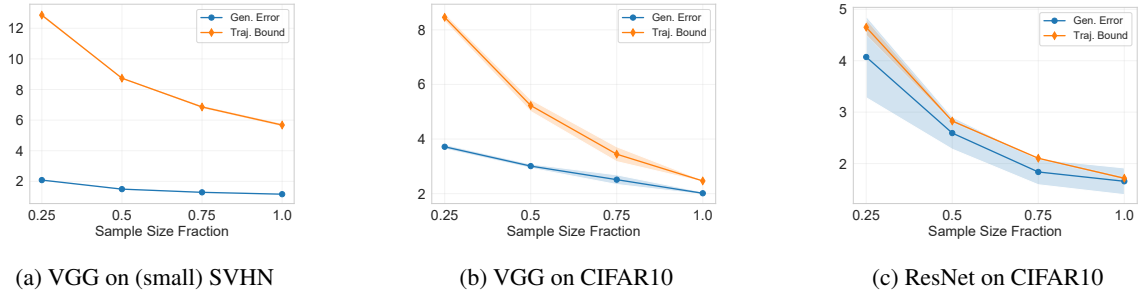 12
10
8
6
4
2
0.25 0.5 0.75 1.0
Sample Size Fraction
Gen. Error
Traj. Bound
(a) VGG on (small) SVHN
8
6
4
2
0.25 0.5 0.75 1.0
Sample Size Fraction
Gen. Error
Traj. Bound
(b) VGG on CIFAR10
5
4
3
2
0.25 0.5 0.75 1.0
Sample Size Fraction
Gen. Error
Traj. Bound
(c) ResNet on CIFAR10